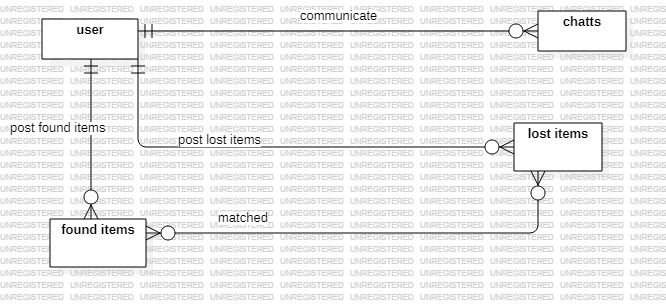 communicate
user
chatts
post found items
post lost items
lost items
matched
found items
UNREGISTERED